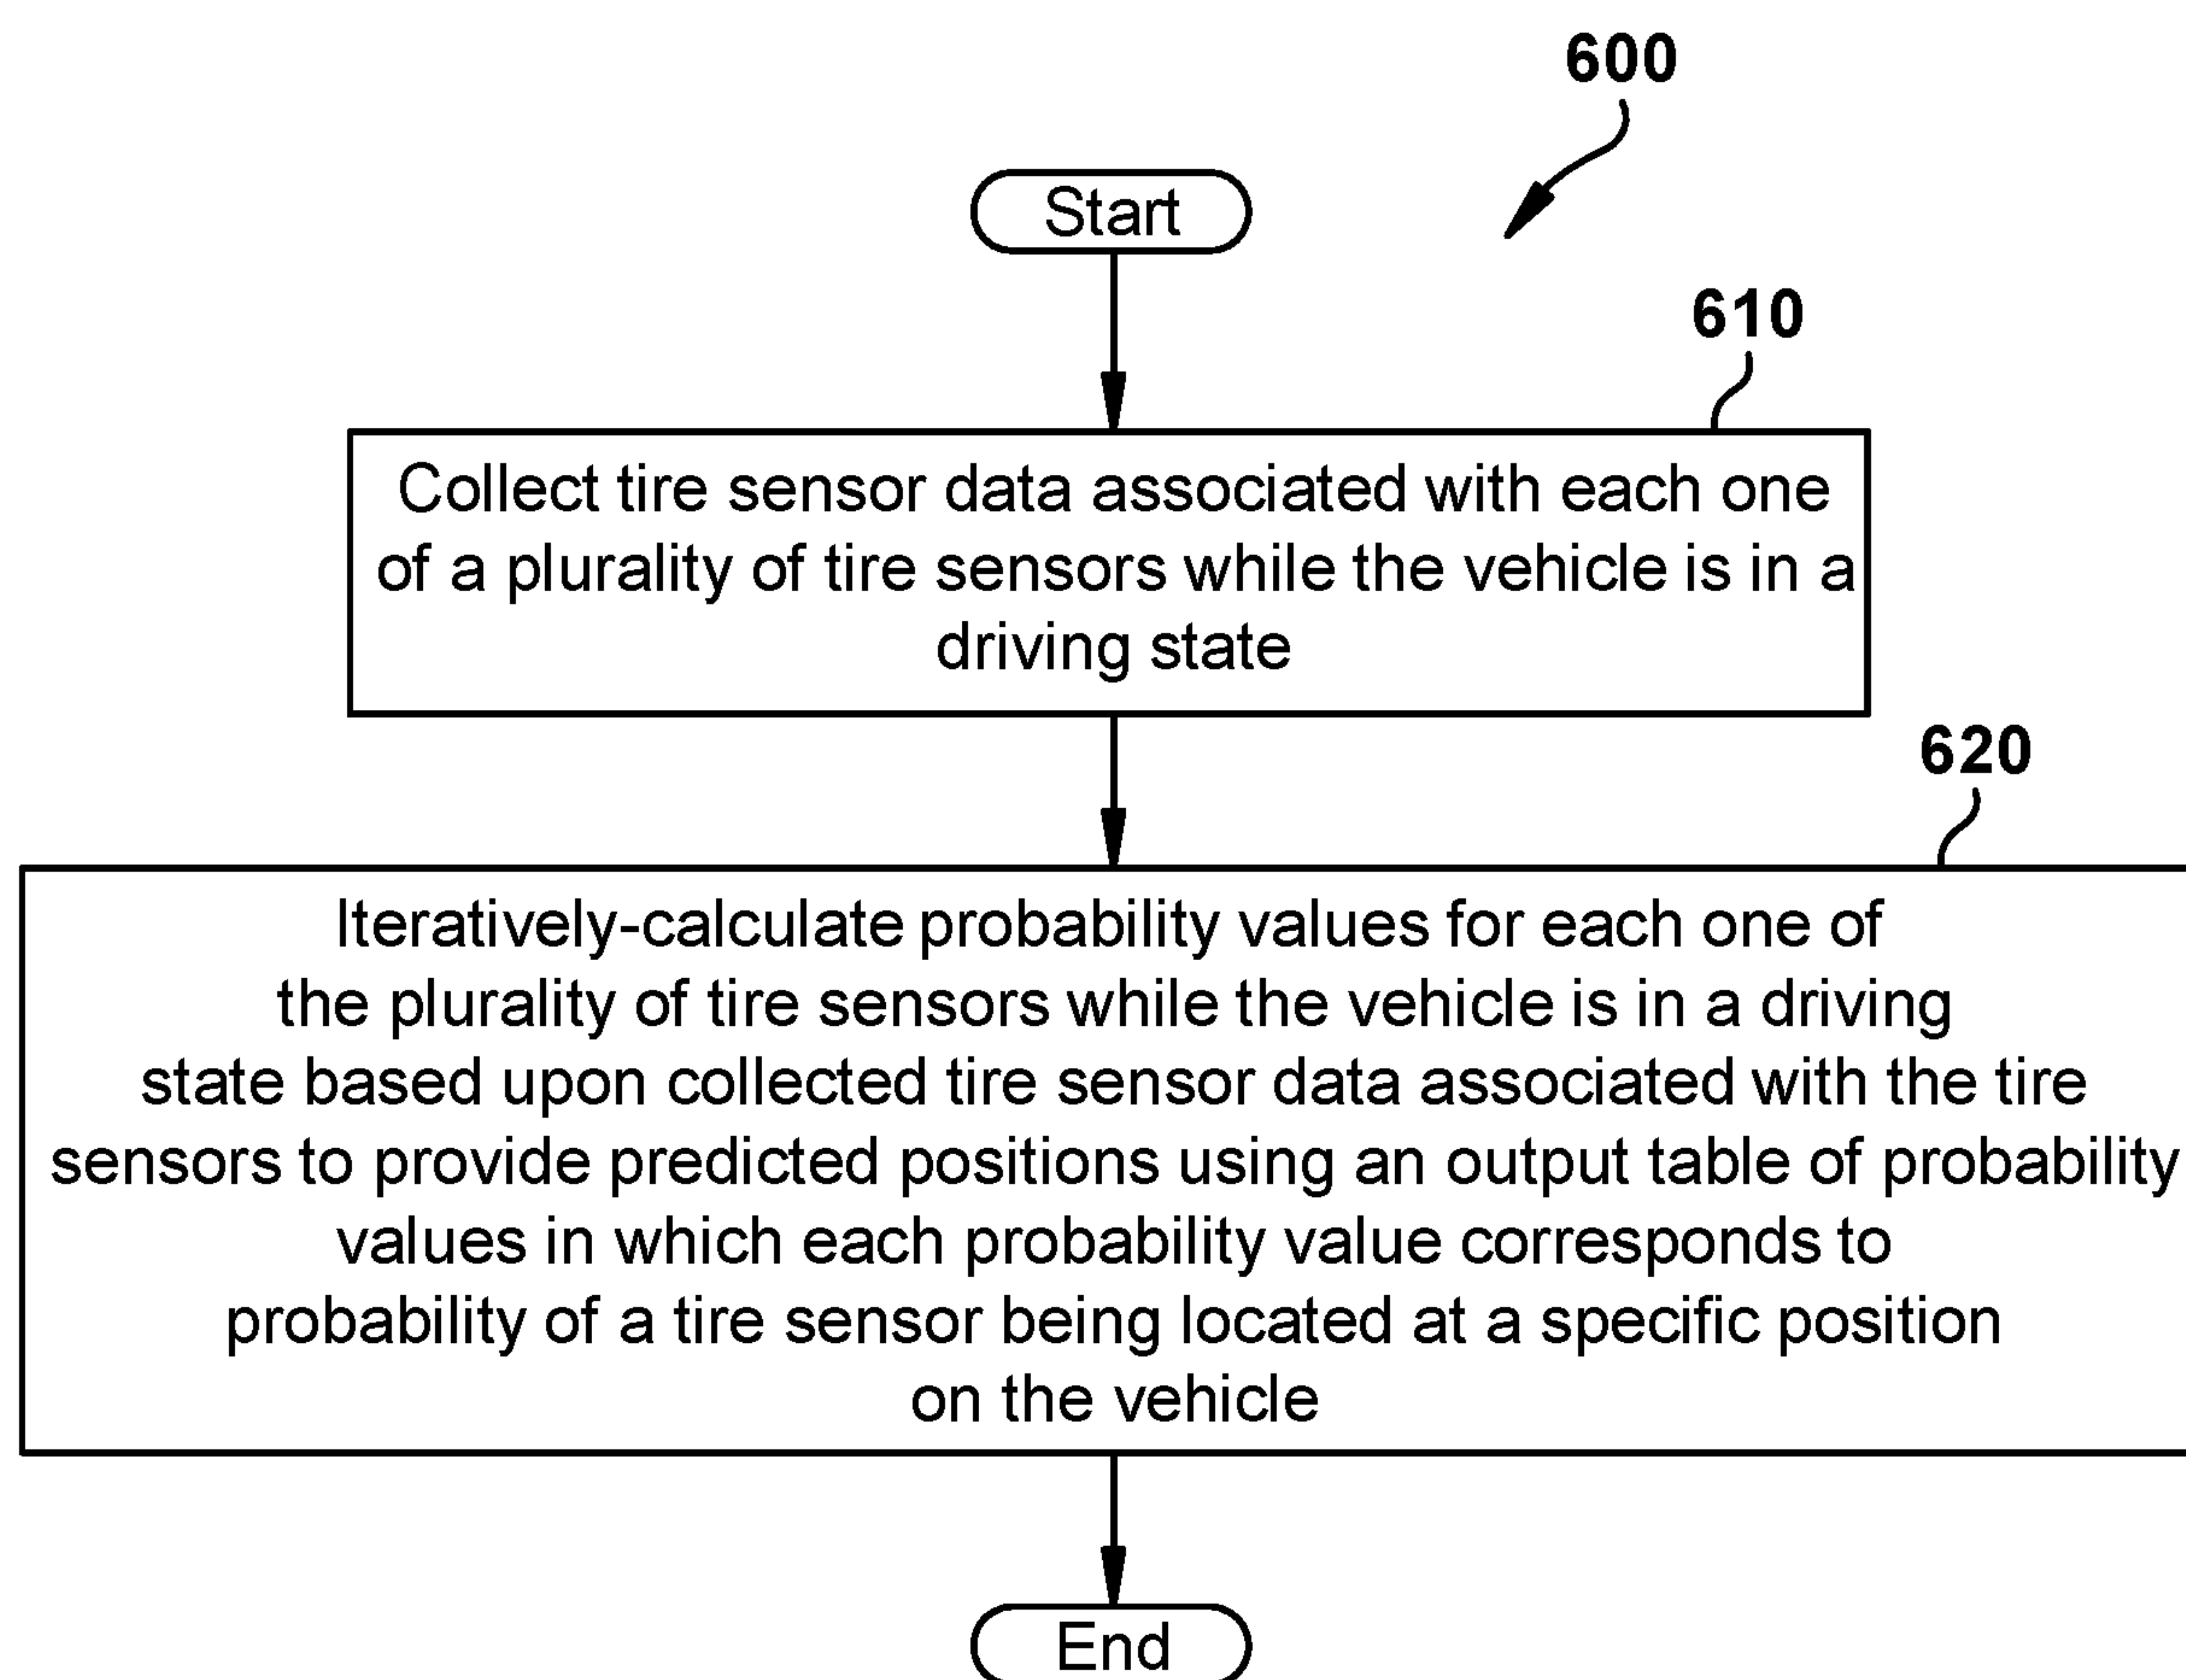 600
Start
610
Collect tire sensor data associated with each one
of a plurality of tire sensors while the vehicle is in a
driving state
620
Iteratively-calculate probability values for each one of
the plurality of tire sensors while the vehicle is in a driving
state based upon collected tire sensor data associated with the tire
sensors to provide predicted positions using an output table of probability
values in which each probability value corresponds to
probability of a tire sensor being located at a specific position
on the vehicle
End